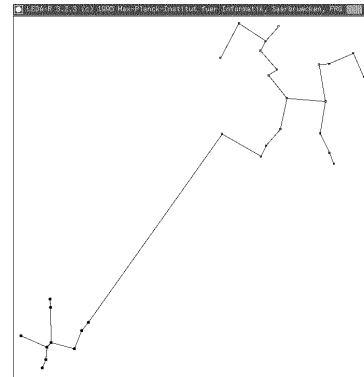 LEDA-R 3.2.3 (c) 1995 Max-Planck-Institut fuer Informatik, Saarbruecken, FRG